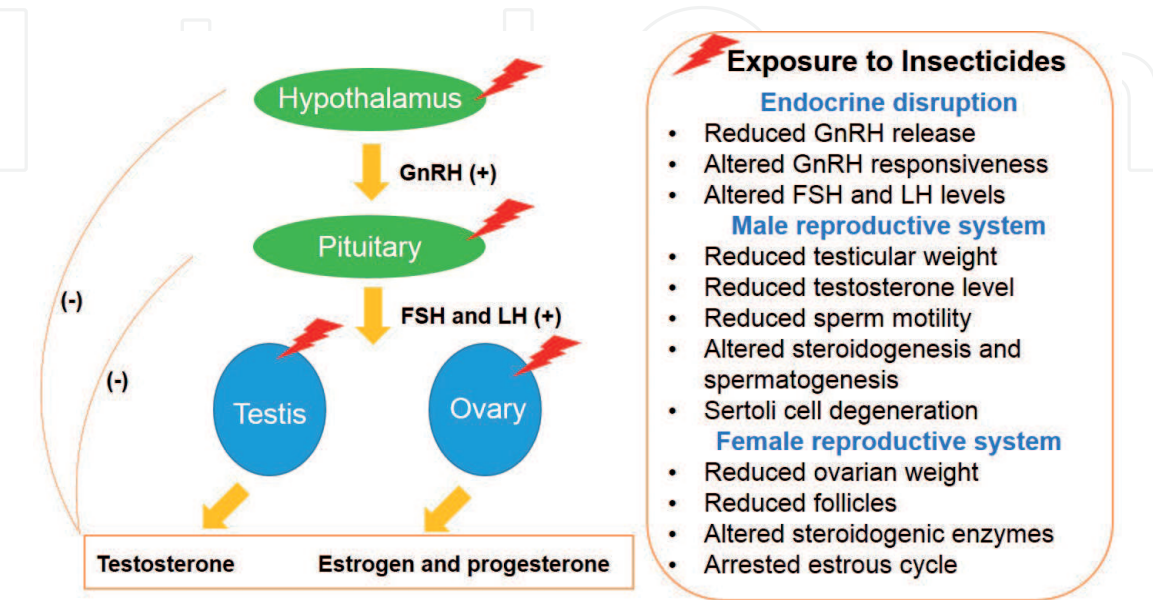 Hypothalamus
GnRH (+)
Pituitary
(-)
FSH and LH (+)
(-)
Testis
Ovary
Testosterone
Estrogen and progesterone
Exposure to Insecticides
Endocrine disruption
• Reduced GnRH release
• Altered GnRH responsiveness
• Altered FSH and LH levels
Male reproductive system
• Reduced testicular weight
• Reduced testosterone level
• Reduced sperm motility
• Altered steroidogenesis and
spermatogenesis
• Sertoli cell degeneration
Female reproductive system
• Reduced ovarian weight
• Reduced follicles
• Altered steroidogenic enzymes
• Arrested estrous cycle